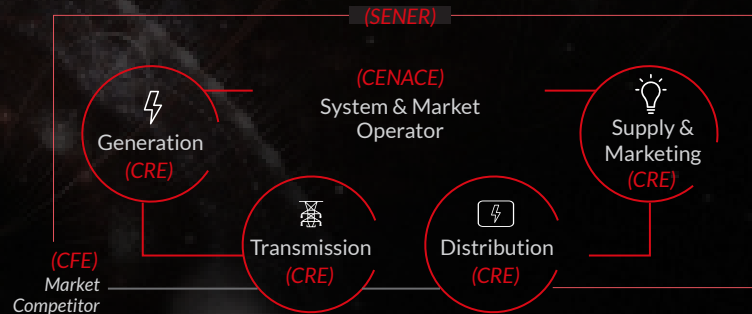 (SENER)
(CENACE)
System & Market
Operator
Generation
(CRE)
Supply &
Marketing
(CRE)
Transmission
(CRE)
Distribution
(CRE)
(CFE)
Market
Competitor